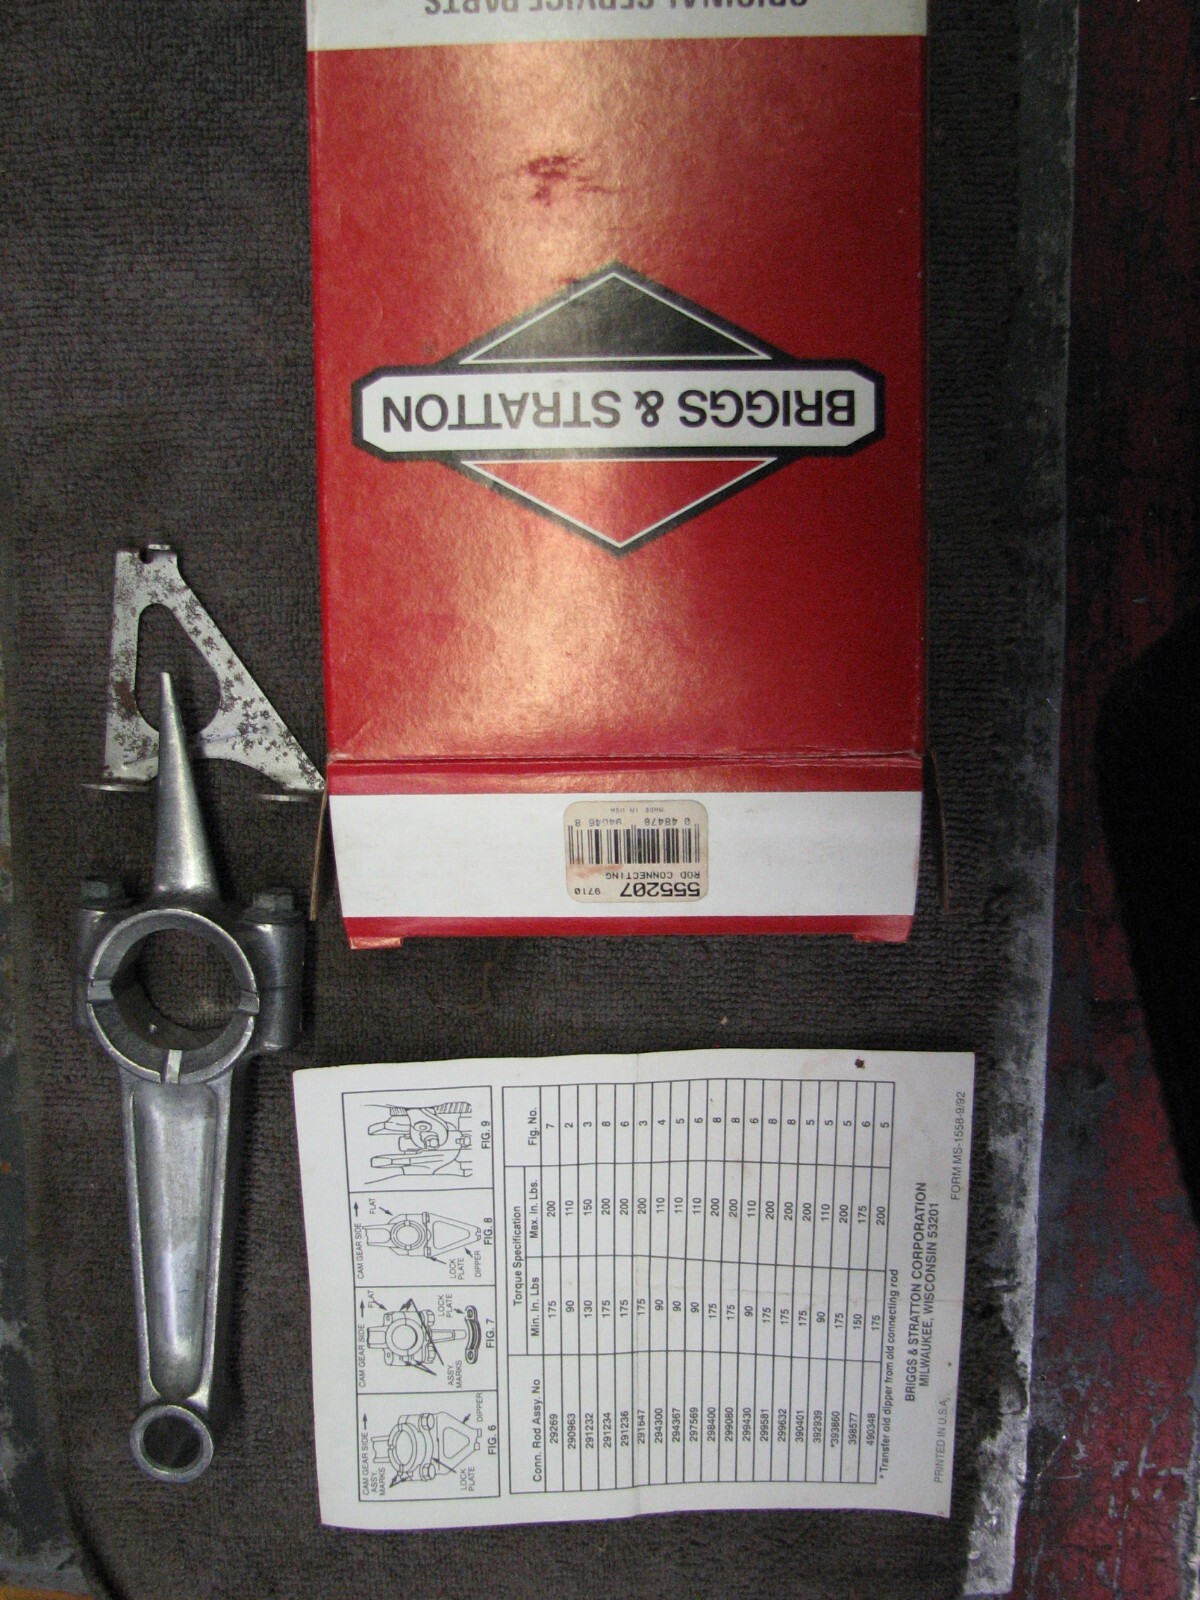 ORIGINAL SERVICE PARTS
BRIGGS & STRATTON
555207 9710
ROD CONNECTING
0 48478 94046 8
MADE IN USA
CAM GEAR SIDE
ASSY. MARKS
LOCK PLATE
DIPPER
FIG. 6
CAM GEAR SIDE
FLAT
ASSY. MARKS
LOCK PLATE
FIG. 7
CAM GEAR SIDE
FLAT
LOCK PLATE
DIPPER
FIG. 8
FIG. 9
Torque Specification
Conn. Rod Assy. No Min. In. Lbs Max. In. Lbs. Fig. No.
29269 175 200 7
290963 90 110 2
291232 130 150 3
291234 175 200 8
291236 175 200 6
175 200 3
294300 90 110 4
294367 90 110 5
297569 90 110 6
298400 175 200 8
299080 175 200 8
299430 90 110 6
299581 175 200 8
299632 175 200 8
390401 175 200 5
392939 90 110 5
*393860 175 200 5
398577 150 175 6
490348 175 200 5
*Transfer old dipper from old connecting rod
BRIGGS & STRATTON CORPORATION
MILWAUKEE, WISCONSIN 53201
PRINTED IN U.S.A.
FORM MS-1558-9/92